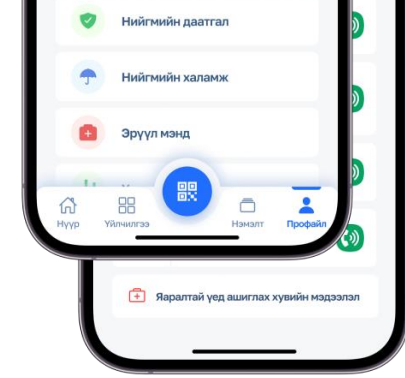 Нийгмийн даатгал
Нийгмийн халамж
Эрүүл мэнд
Нүүр
Үйлчилгээ
Нэмэлт
Профайл
Яаралтай үед ашиглах хувийн мэдээлэл